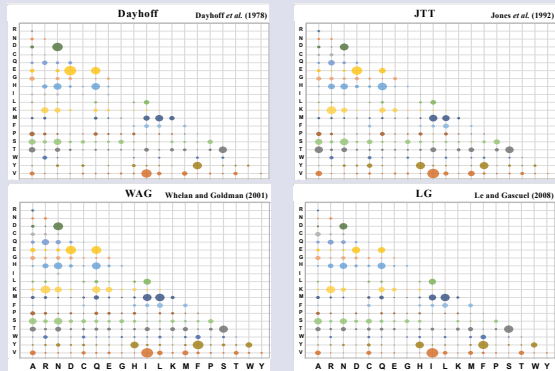 Dayhoff
Dayhoff et al. (1978)
R
N
D
C
Q
E
G
H
I
L
K
M
F
P
S
T
W
Y
V
JTT
Jones et al. (1992)
R
N
D
C
Q
E
G
H
I
L
K
M
F
P
S
T
W
Y
V
WAG
Whelan and Goldman (2001)
R
N
D
C
Q
E
G
H
I
L
K
M
F
P
S
T
W
Y
V
A R N D C Q E G H I L K M F P S T W Y
LG
Le and Gascuel (2008)
R
N
D
C
Q
E
G
H
I
L
K
M
F
P
S
T
W
Y
V
A R N D C Q E G H I L K M F P S T W Y